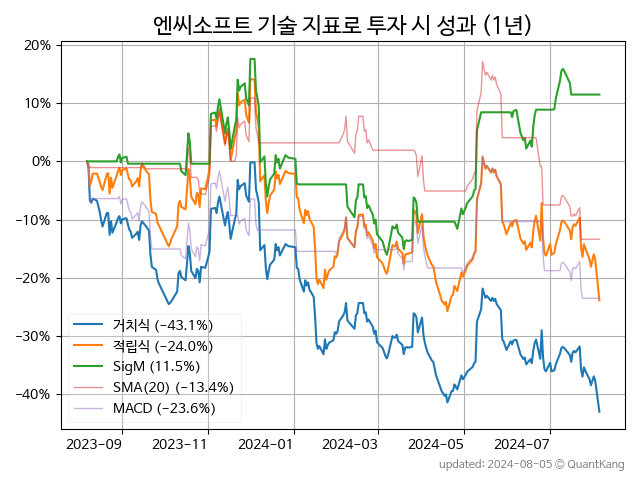 엔씨소프트 기술 지표로 투자 시 성과 (1년)
20%
10%
0%
−10%
−20%
−30%
−40%
거치식 (−43.1%)
적립식 (−24.0%)
SigM (11.5%)
SMA(20) (−13.4%)
MACD (−23.6%)
2023-09 2023-11 2024-01 2024-03 2024-05 2024-07
updated: 2024-08-05 © QuantKang